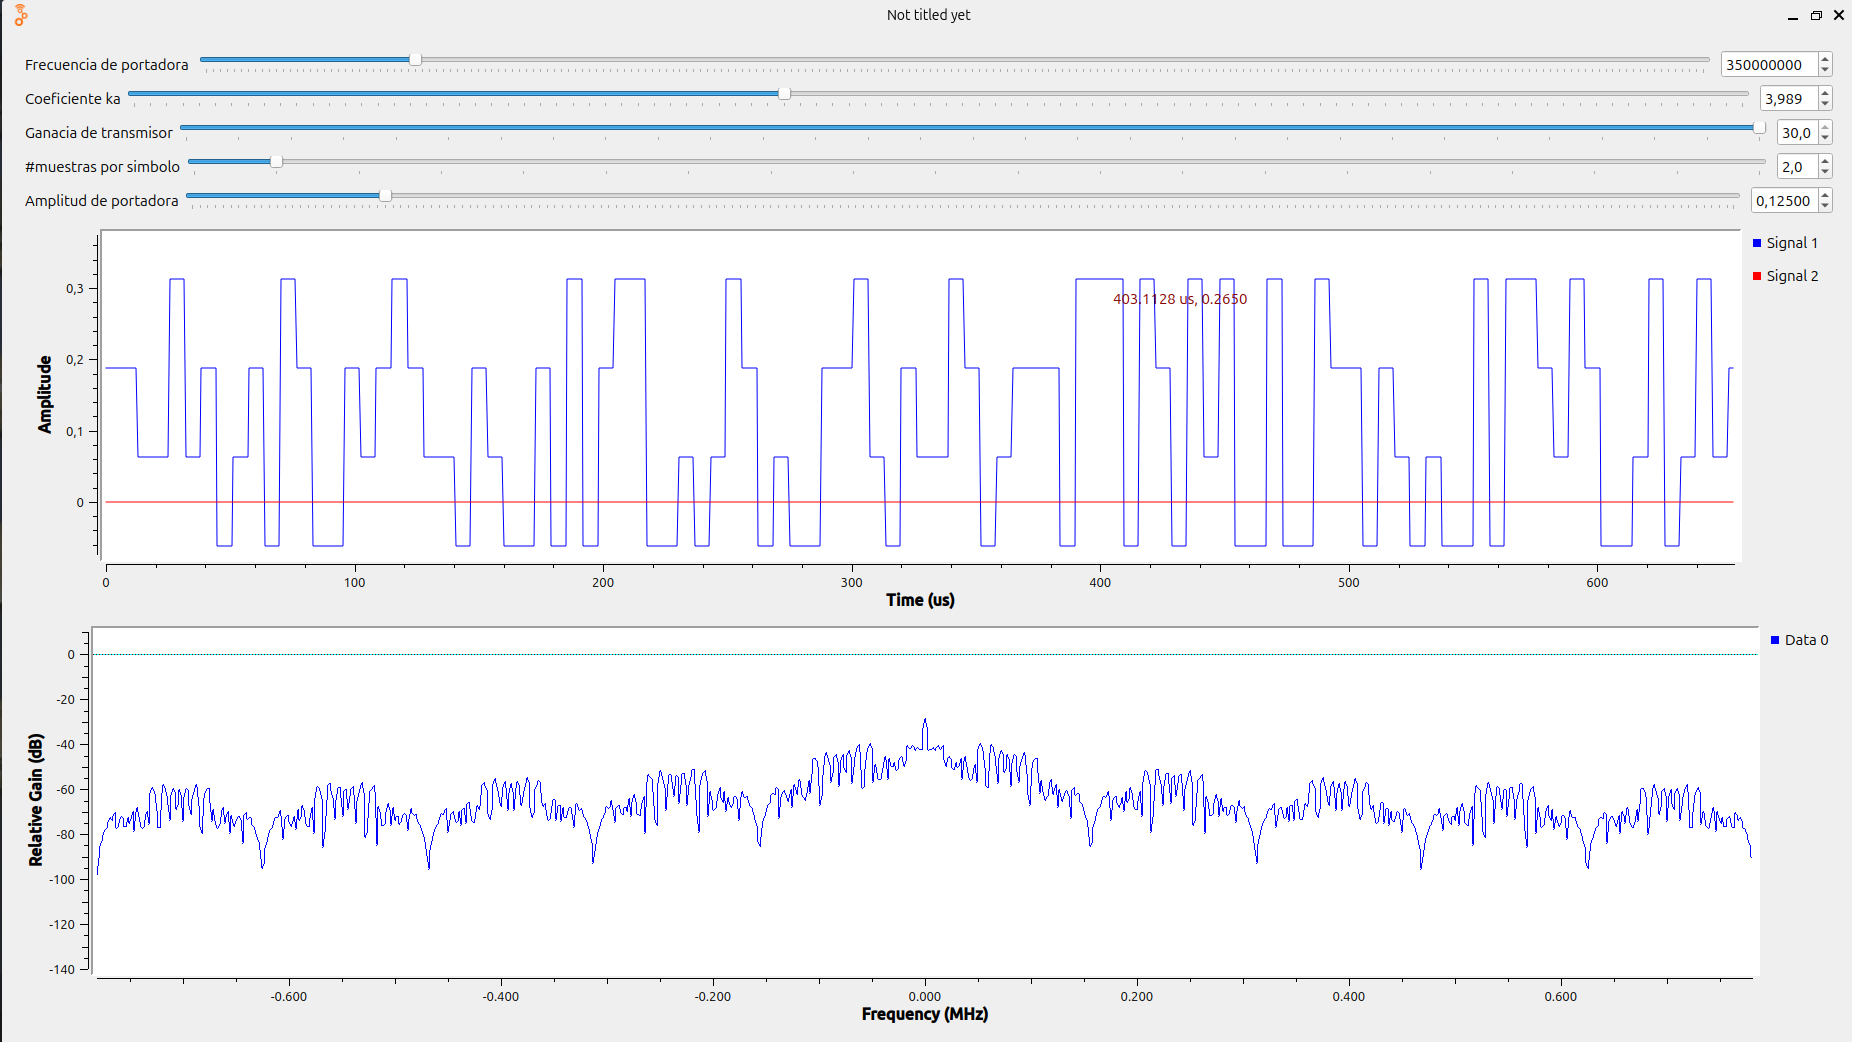 Not titled yet
Frecuencia de portadora 350000000
Coeficiente ka 3,989
Ganacia de transmisor 30,0
#muestras por simbolo 2,0
Amplitud de portadora 0,12500
Signal 1
Signal 2
403.1128 us, 0.2650
Amplitude
0,3
0,2
0,1
0
0 100 200 300 400 500 600
Time (us)
Data 0
Relative Gain (dB)
0
-20
-40
-60
-80
-100
-120
-140
-0.600 -0.400 -0.200 0.000 0.200 0.400 0.600
Frequency (MHz)